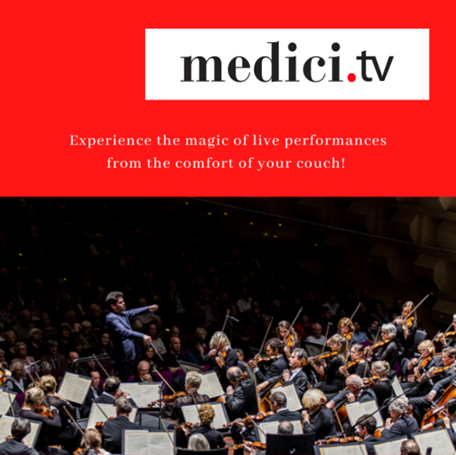 medici.tv
Experience the magic of live performances
from the comfort of your couch!